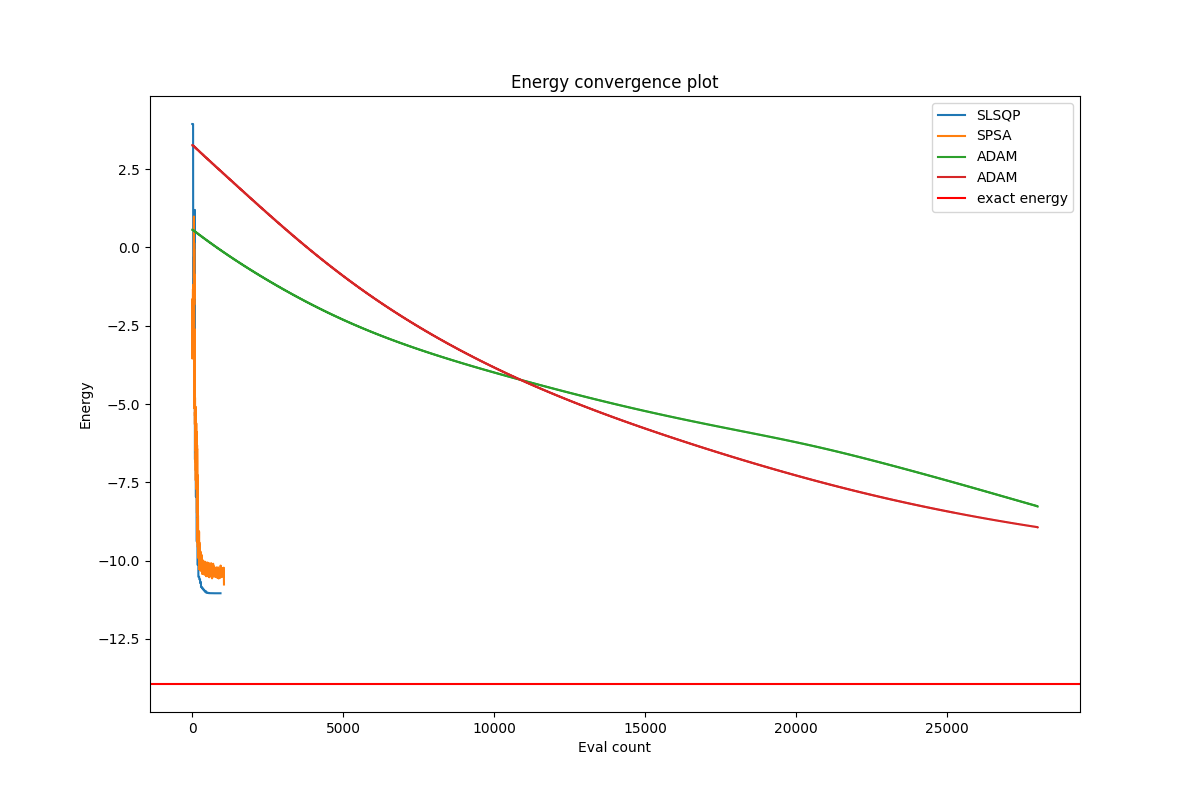 Energy convergence plot
SLSQP
SPSA
ADAM
ADAM
exact energy
2.5
0.0
−2.5
−5.0
−7.5
−10.0
−12.5
Energy
0 5000 10000 15000 20000 25000
Eval count